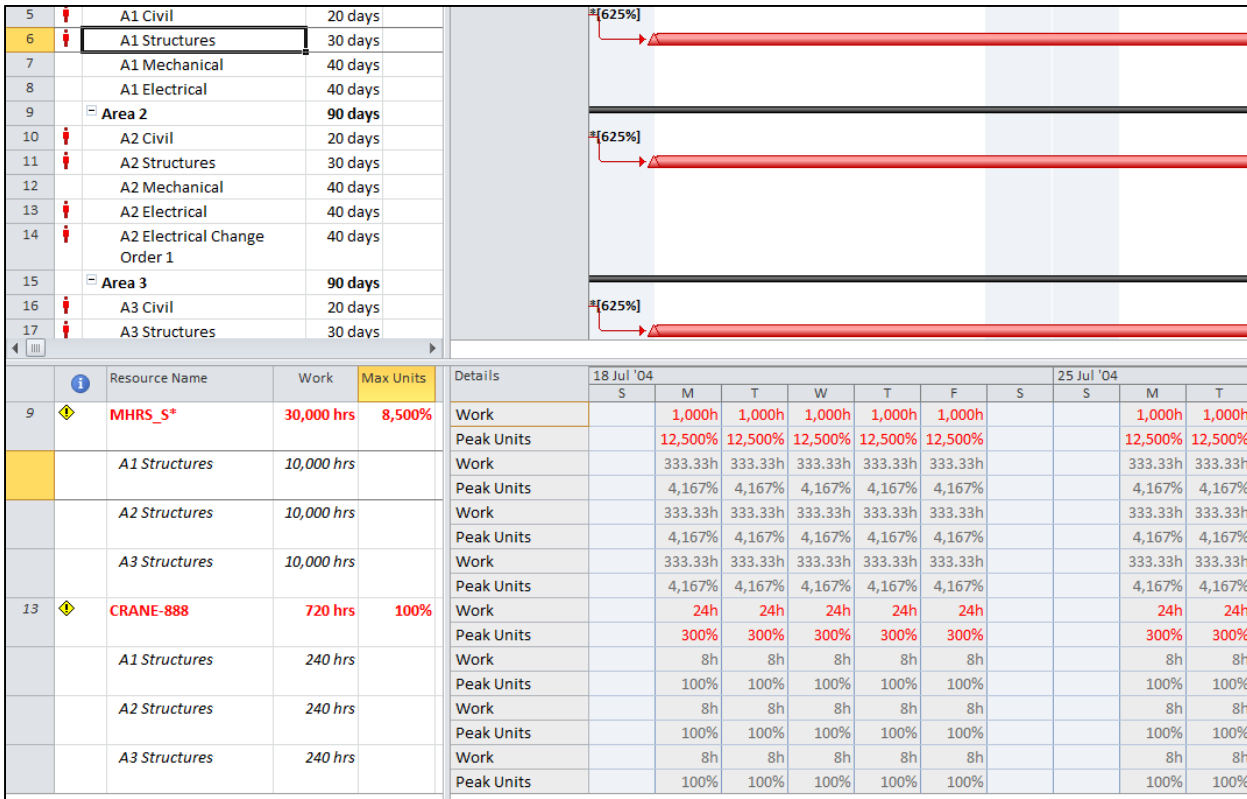 5 A1 Civil 20 days *[625%]
6 A1 Structures 30 days
7 A1 Mechanical 40 days
8 A1 Electrical 40 days
9 Area 2 90 days
10 A2 Civil 20 days *[625%]
11 A2 Structures 30 days
12 A2 Mechanical 40 days
13 A2 Electrical 40 days
14 A2 Electrical Change 40 days
Order 1
15 Area 3 90 days
16 A3 Civil 20 days *[625%]
17 A3 Structures 30 days
Resource Name Work Max Units Details 18 Jul '04 25 Jul '04
S M T W T F S S M T
9 MHRS_S* 30,000 hrs 8,500% Work 1,000h 1,000h 1,000h 1,000h 1,000h 1,000h 1,000h
Peak Units 12,500% 12,500% 12,500% 12,500% 12,500% 12,500% 12,500%
A1 Structures 10,000 hrs Work 333.33h 333.33h 333.33h 333.33h 333.33h 333.33h 333.33h
Peak Units 4,167% 4,167% 4,167% 4,167% 4,167% 4,167% 4,167%
A2 Structures 10,000 hrs Work 333.33h 333.33h 333.33h 333.33h 333.33h 333.33h 333.33h
Peak Units 4,167% 4,167% 4,167% 4,167% 4,167% 4,167% 4,167%
A3 Structures 10,000 hrs Work 333.33h 333.33h 333.33h 333.33h 333.33h 333.33h 333.33h
Peak Units 4,167% 4,167% 4,167% 4,167% 4,167% 4,167% 4,167%
13 CRANE-888 720 hrs 100% Work 24h 24h 24h 24h 24h 24h 24h
Peak Units 300% 300% 300% 300% 300% 300% 300%
A1 Structures 240 hrs Work 8h 8h 8h 8h 8h 8h 8h
Peak Units 100% 100% 100% 100% 100% 100% 100%
A2 Structures 240 hrs Work 8h 8h 8h 8h 8h 8h 8h
Peak Units 100% 100% 100% 100% 100% 100% 100%
A3 Structures 240 hrs Work 8h 8h 8h 8h 8h 8h 8h
Peak Units 100% 100% 100% 100% 100% 100% 100%